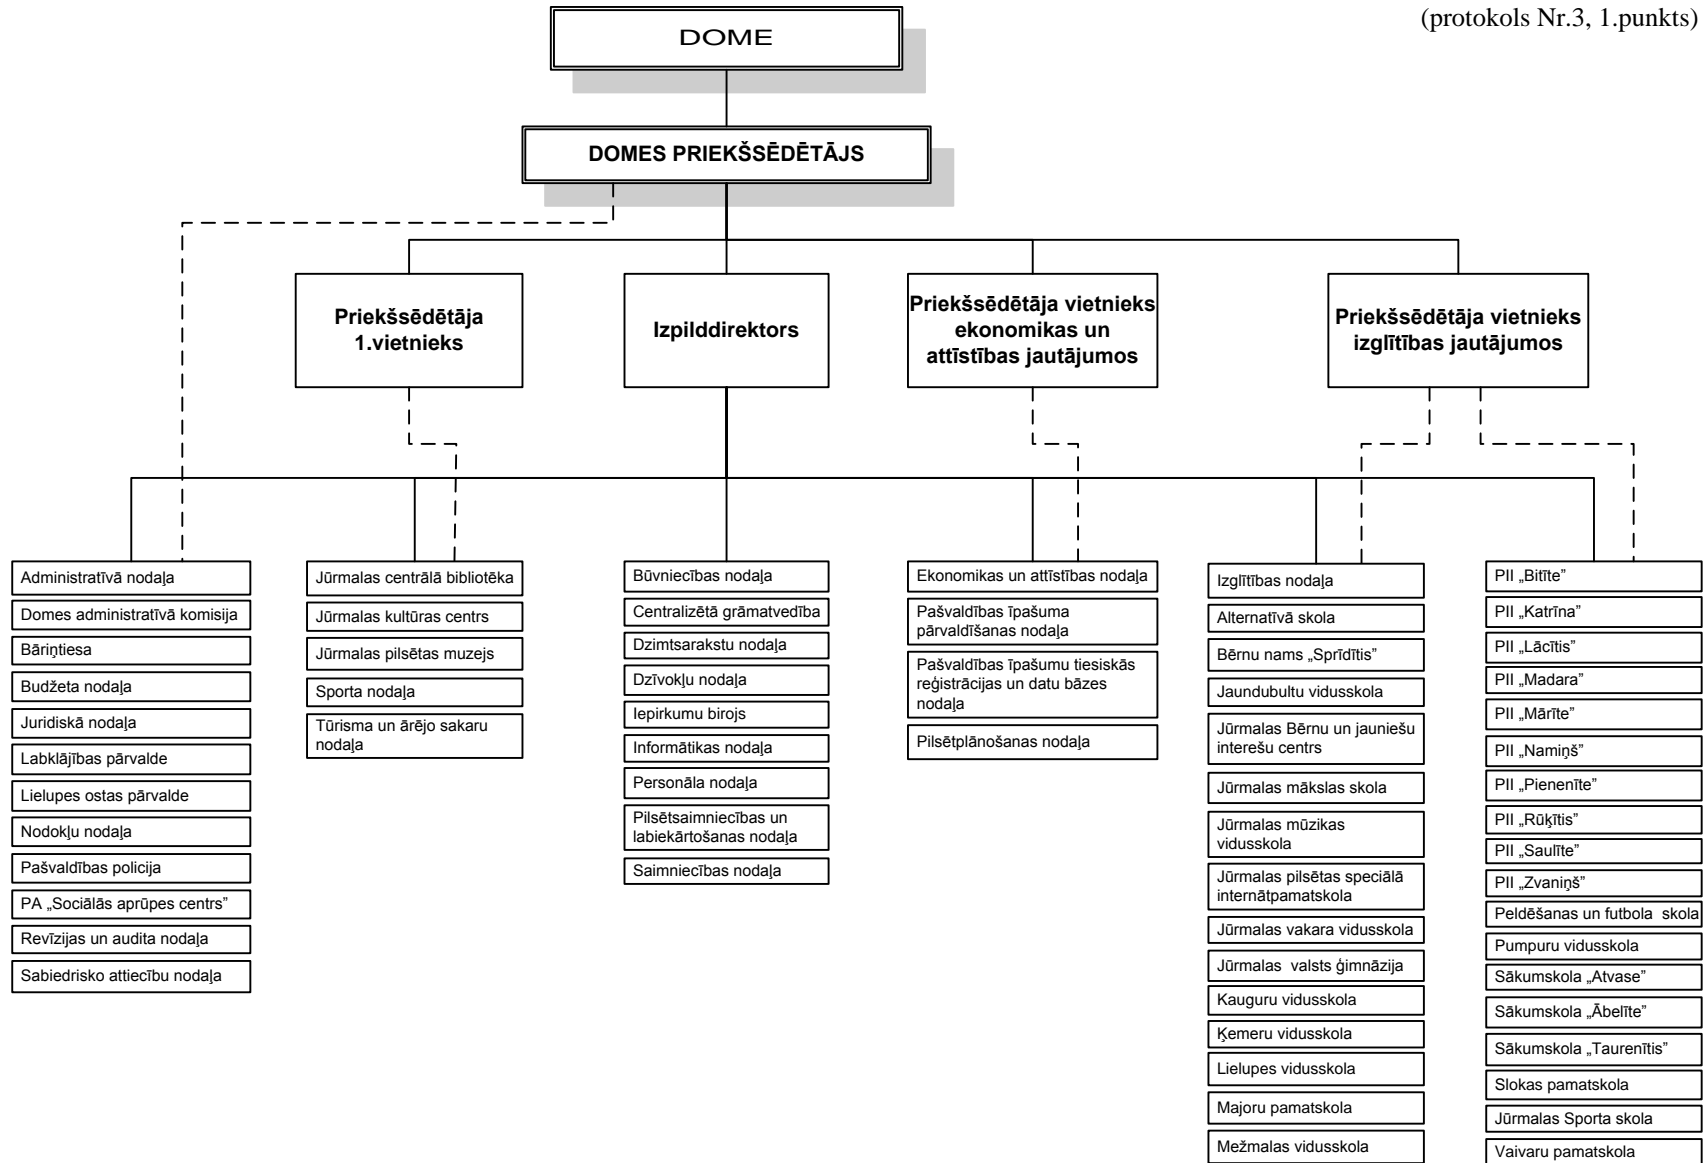 (protokols Nr.3, 1.punkts)
DOME
DOMES PRIEKŠSĒDĒTĀJS
Priekšsēdētāja
1.vietnieks
Izpilddirektors
Priekšsēdētāja vietnieks
ekonomikas un
attīstības jautājumos
Priekšsēdētāja vietnieks
izglītības jautājumos
Administratīvā nodaļa
Domes administratīvā komisija
Bāriņtiesa
Budžeta nodaļa
Juridiskā nodaļa
Labklājības pārvalde
Lielupes ostas pārvalde
Nodokļu nodaļa
Pašvaldības policija
PA „Sociālās aprūpes centrs”
Revīzijas un audita nodaļa
Sabiedrisko attiecību nodaļa
Jūrmalas centrālā bibliotēka
Jūrmalas kultūras centrs
Jūrmalas pilsētas muzejs
Sporta nodaļa
Tūrisma un ārējo sakaru
nodaļa
Būvniecības nodaļa
Centralizētā grāmatvedība
Dzimtsarakstu nodaļa
Dzīvokļu nodaļa
Iepirkumu birojs
Informātikas nodaļa
Personāla nodaļa
Pilsētsaimniecības un
labiekārtošanas nodaļa
Saimniecības nodaļa
Ekonomikas un attīstības nodaļa
Pašvaldības īpašuma
pārvaldīšanas nodaļa
Pašvaldības īpašumu tiesiskās
reģistrācijas un datu bāzes
nodaļa
Pilsētplānošanas nodaļa
Izglītības nodaļa
Alternatīvā skola
Bērnu nams „Sprīdītis”
Jaundubultu vidusskola
Jūrmalas Bērnu un jauniešu
interešu centrs
Jūrmalas mākslas skola
Jūrmalas mūzikas
vidusskola
Jūrmalas pilsētas speciālā
internātpamatskola
Jūrmalas vakara vidusskola
Jūrmalas valsts ģimnāzija
Kauguru vidusskola
Ķemeru vidusskola
Lielupes vidusskola
Majoru pamatskola
Mežmalas vidusskola
PII „Bitīte”
PII „Katrīna”
PII „Lācītis”
PII „Madara”
PII „Mārīte”
PII „Namiņš”
PII „Pienenīte”
PII „Rūķītis”
PII „Saulīte”
PII „Zvaniņš”
Peldēšanas un futbola skola
Pumpuru vidusskola
Sākumskola „Atvase”
Sākumskola „Ābelīte”
Sākumskola „Taurenītis”
Slokas pamatskola
Jūrmalas Sporta skola
Vaivaru pamatskola